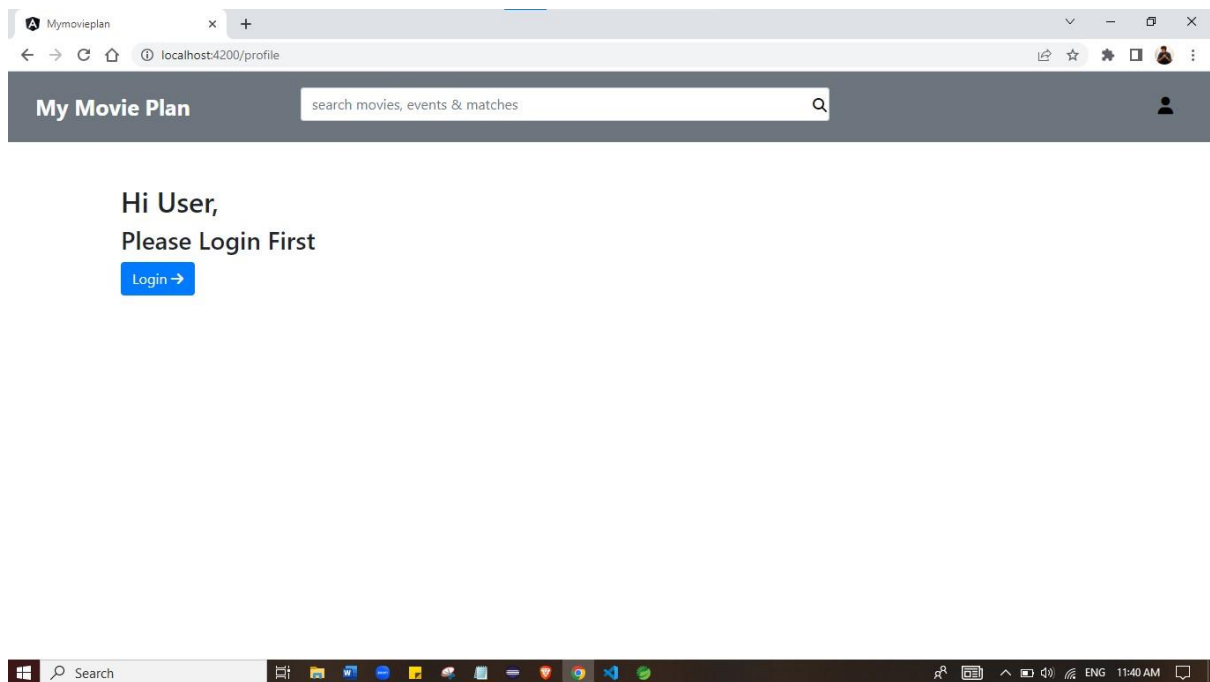 Mymovieplan
localhost:4200/profile
My Movie Plan
search movies, events & matches
Hi User,
Please Login First
Login →
Search
ENG 11:40 AM